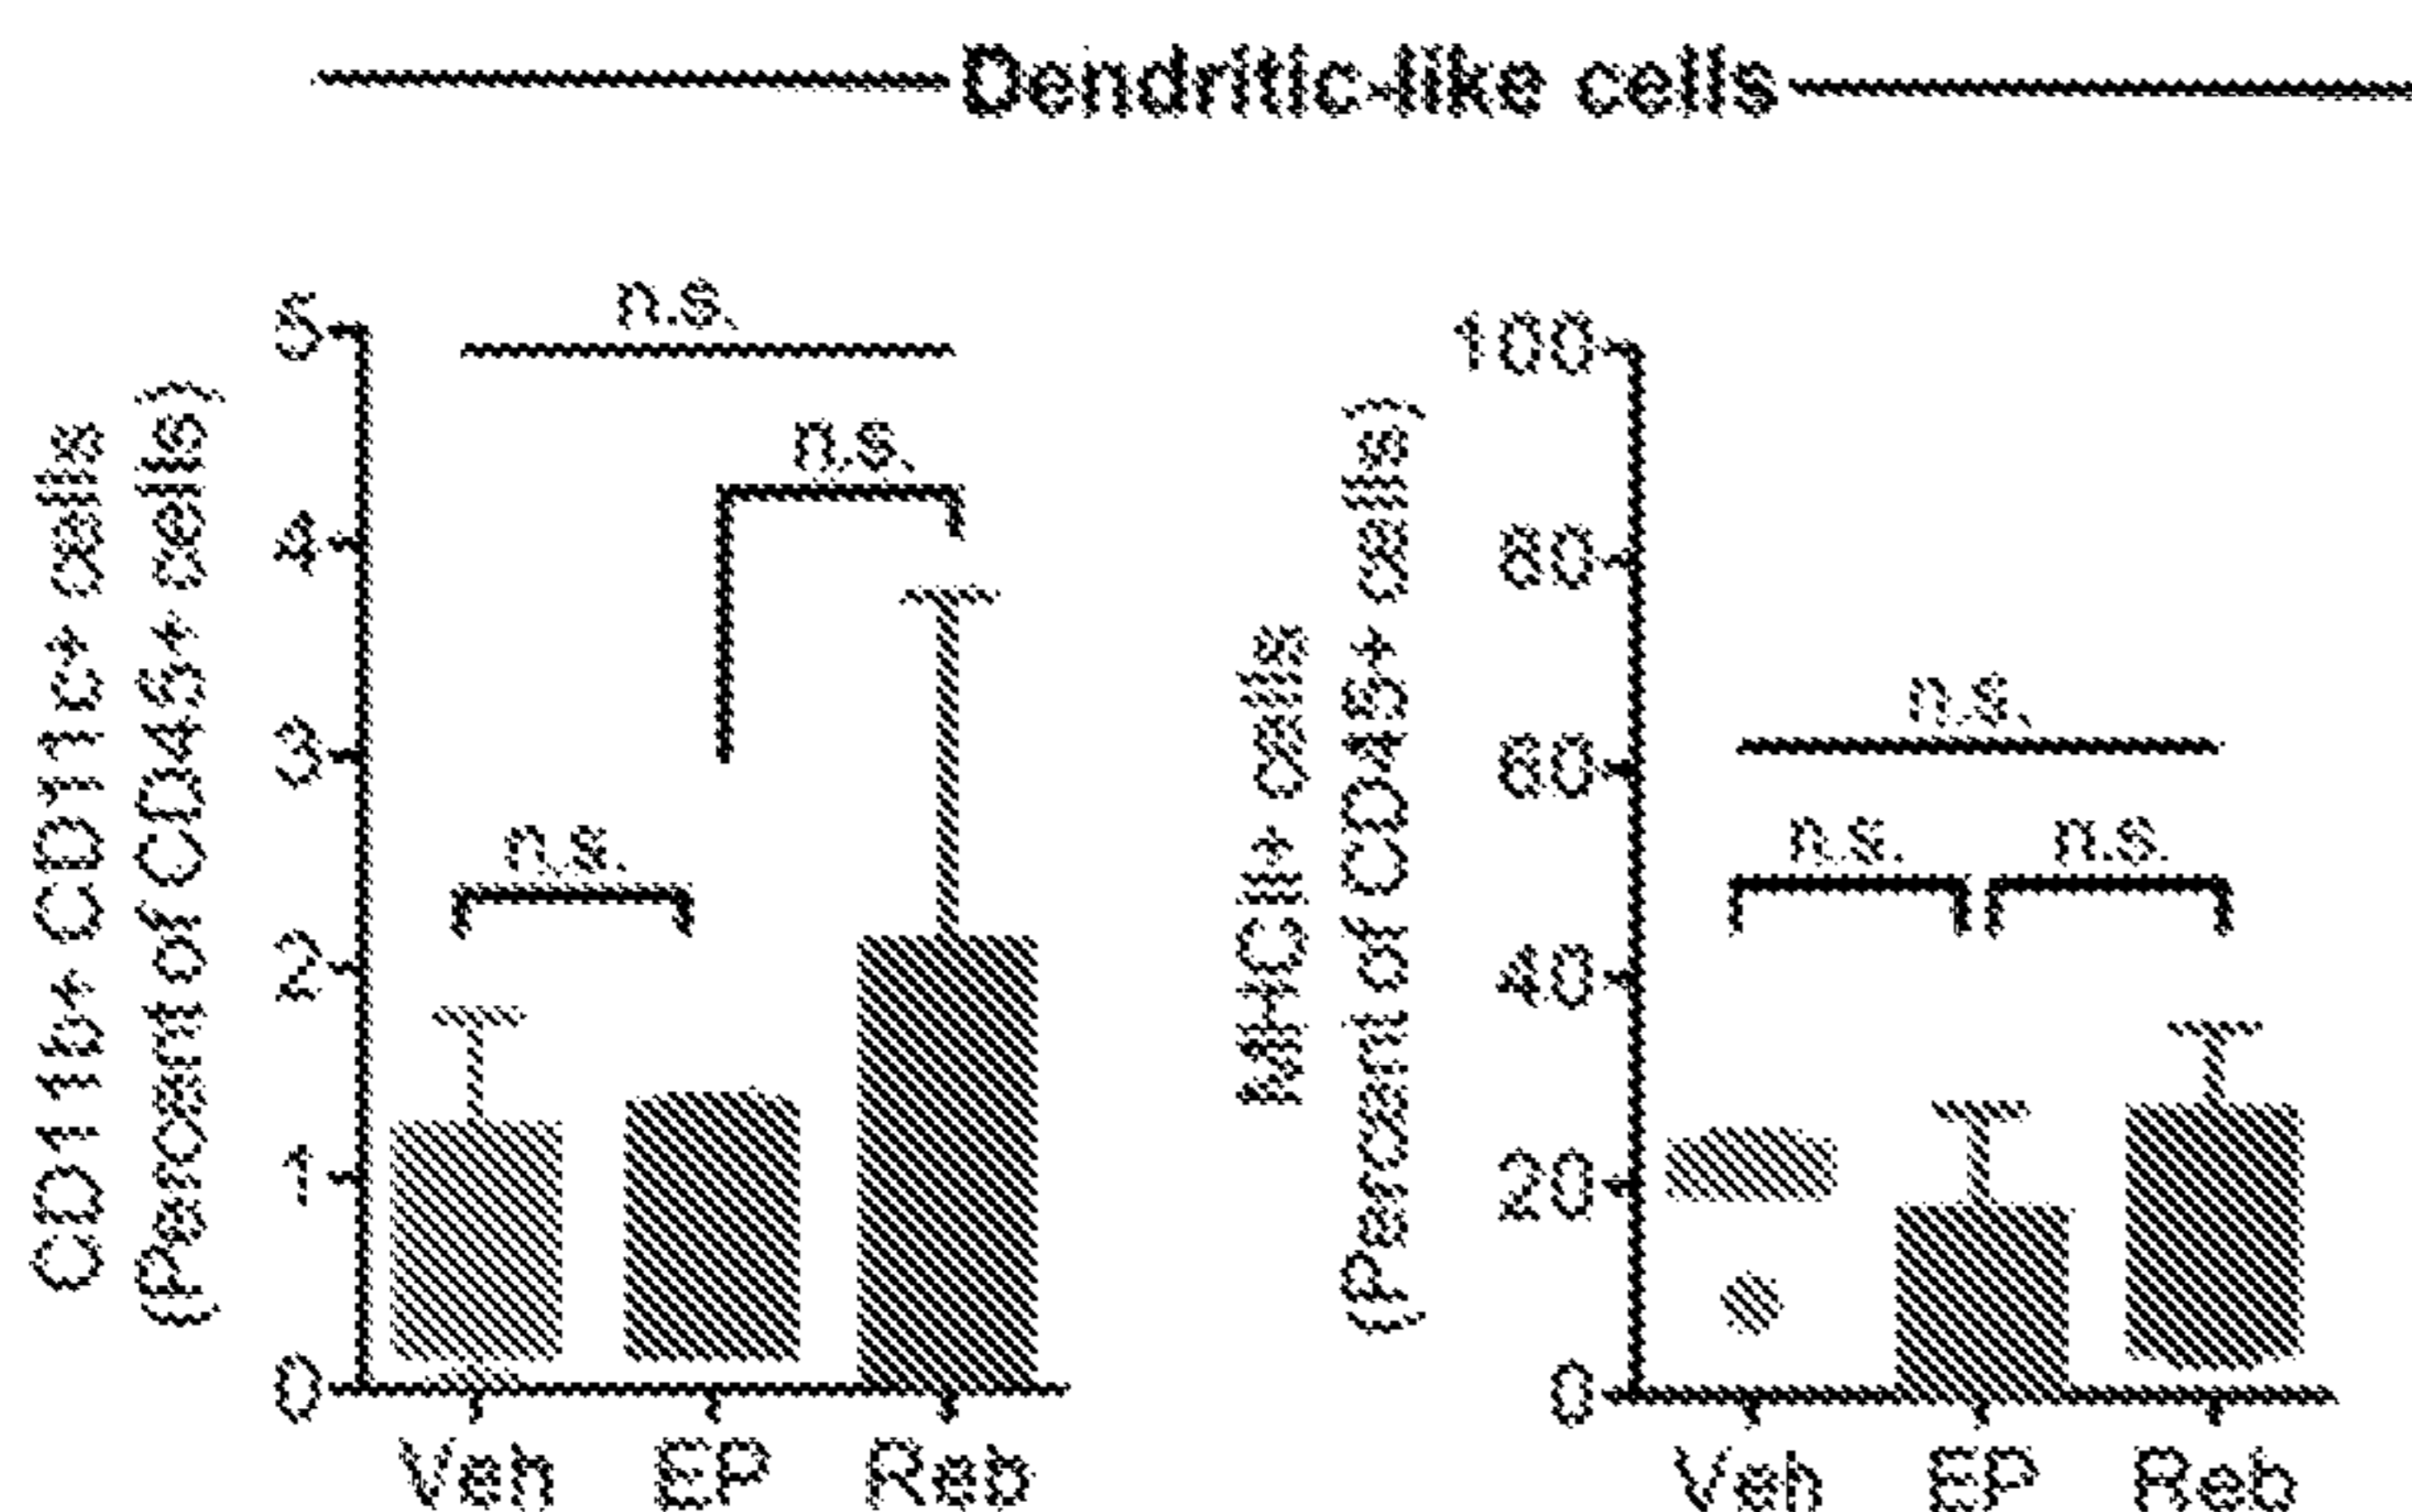 Dendritic-like cells
CD11b+ CD11c+ cells
(Percent of CD45+ cells)
5
4
3
2
1
0
n.s.
n.s.
n.s.
Veh EP Reb
MHCII+ cells
(Percent of CD45+ cells)
100
80
60
40
20
0
n.s.
n.s. n.s.
Veh EP Reb